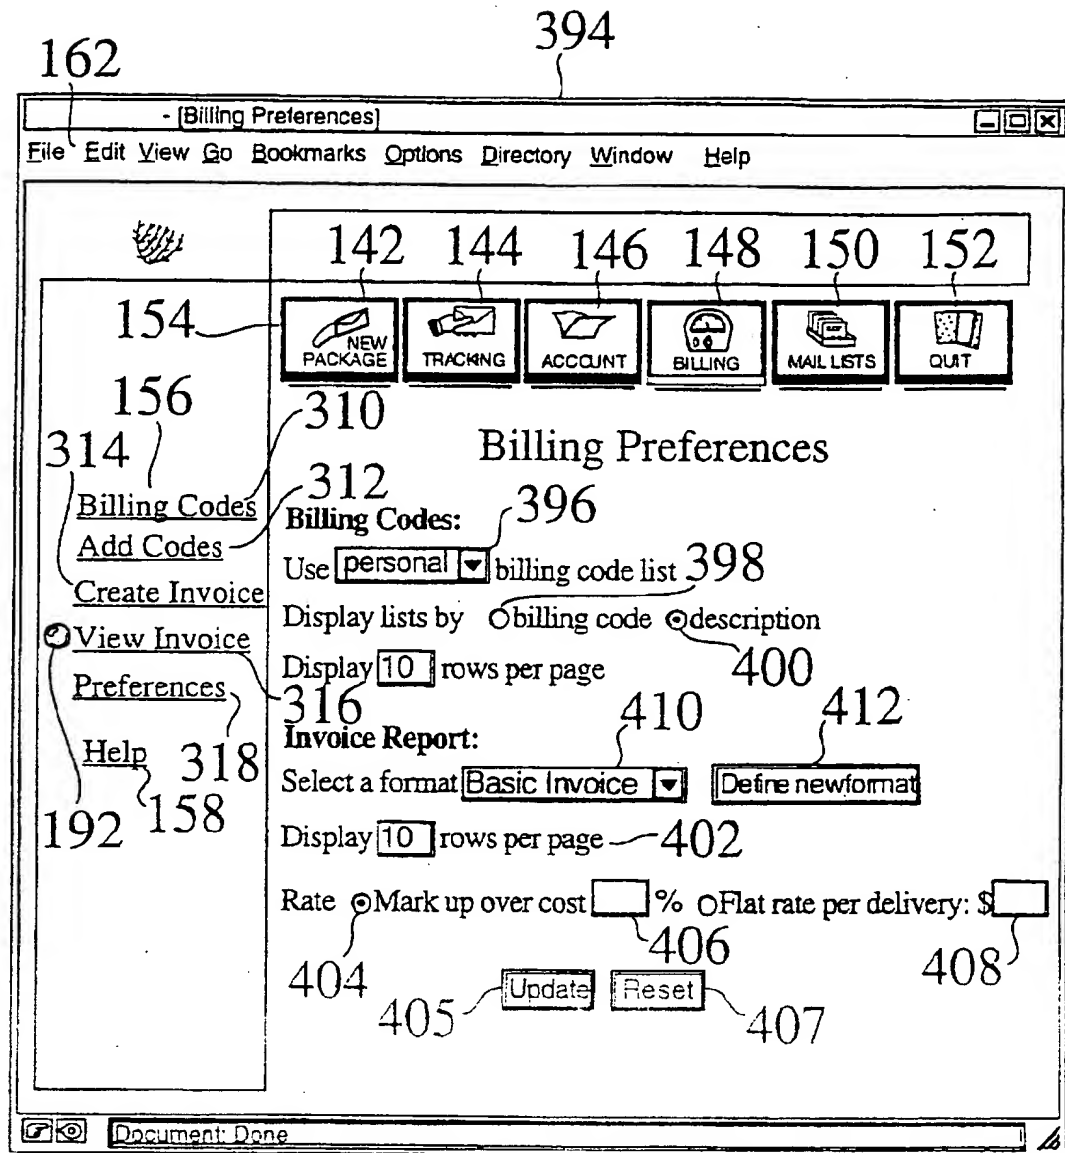 394
162
- [Billing Preferences]
File Edit View Go Bookmarks Options Directory Window Help
142 144 146 148 150 152
154
NEW PACKAGE
TRACKING
ACCOUNT
BILLING
MAIL LISTS
QUIT
156
310
314
Billing Preferences
312
396
Billing Codes
Billing Codes:
Add Codes
Use personal billing code list 398
Create Invoice
Display lists by billing code description
View Invoice
400
Display 10 rows per page
Preferences
316
410
412
Invoice Report:
Help
318
Select a format Basic Invoice Define newformat
192
158
Display 10 rows per page 402
Rate Mark up over cost % Flat rate per delivery: $
404
406
408
405
Update Reset
407
Document: Done